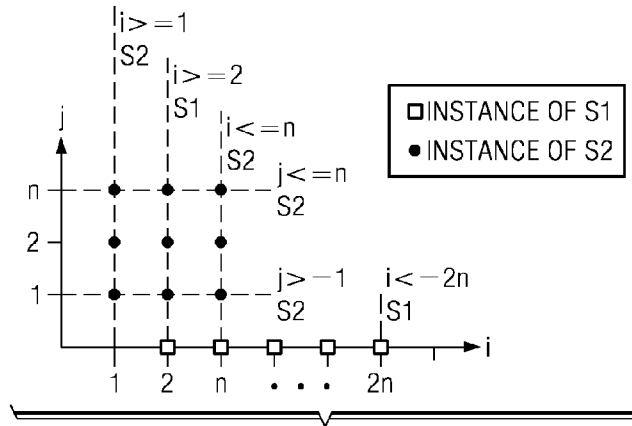 i>=1
S2
i>=2
S1
i<=n
S2
j<=n
S2
j
n
2
1
j>-1
S2
i<-2n
S1
i
1 2 n . . . 2n
INSTANCE OF S1
INSTANCE OF S2